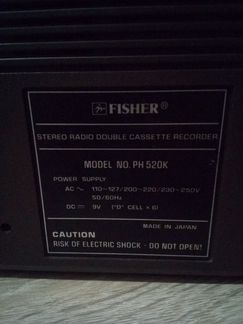 FISHER®
STEREO RADIO DOUBLE CASSETTE RECORDER
MODEL NO. PH 520K
POWER SUPPLY
AC ∿ 110~127/200~220/230~250V
50/60Hz
DC ⎓ 9V ("D" CELL × 6)
MADE IN JAPAN
CAUTION
RISK OF ELECTRIC SHOCK - DO NOT OPEN!